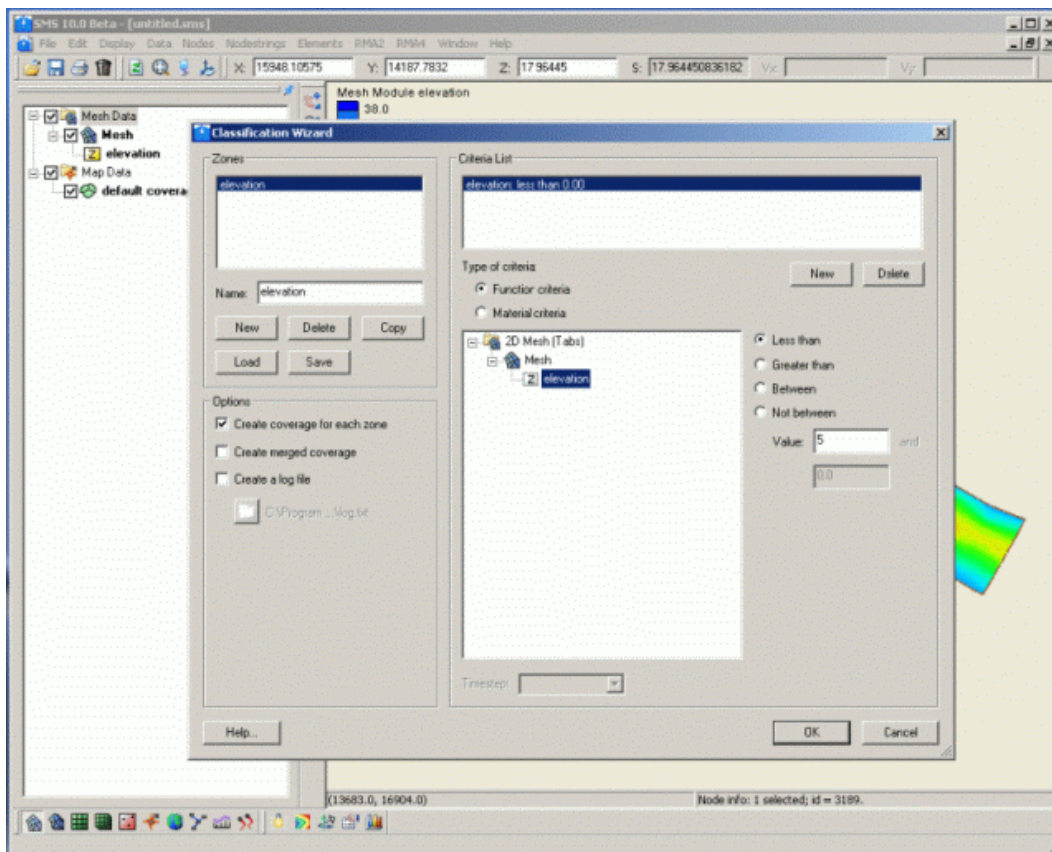 SMS 10.0 Beta - [untitled.sms]
File Edit Display Data Nodes Nodestrings Elements RMA2 RMA4 Window Help
X: 15948.10575 Y: 14187.7832 Z: 1796445 S: 17.964450836182 Vx: Vy:
Mesh Module elevation
38.0
Mesh Data
Mesh
Z elevation
Map Data
default covera
Classification Wizard
Zones
elevation
Name: elevation
New Delete Copy
Load Save
Options
Create coverage for each zone
Create merged coverage
Create a log file
C:\Program ...\log.txt
Criteria List
elevation: less than 0.00
Type of criteria
New Delete
Function criteria
Material criteria
2D Mesh (Tabs)
Mesh
Z elevation
Less than
Greater than
Between
Not between
Value: 5 and
0.0
Timestep:
Help... OK Cancel
(13683.0, 16904.0) Node info: 1 selected; id = 3189.